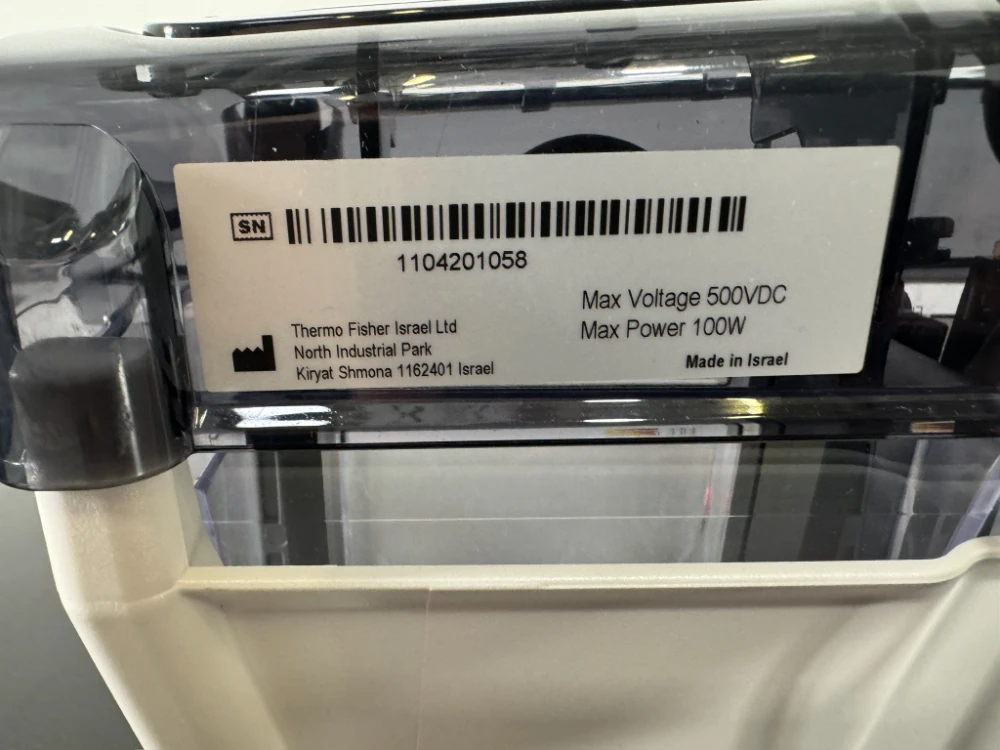 SN
1104201058
Max Voltage 500VDC
Max Power 100W
Thermo Fisher Israel Ltd
North Industrial Park
Kiryat Shmona 1162401 Israel
Made in Israel